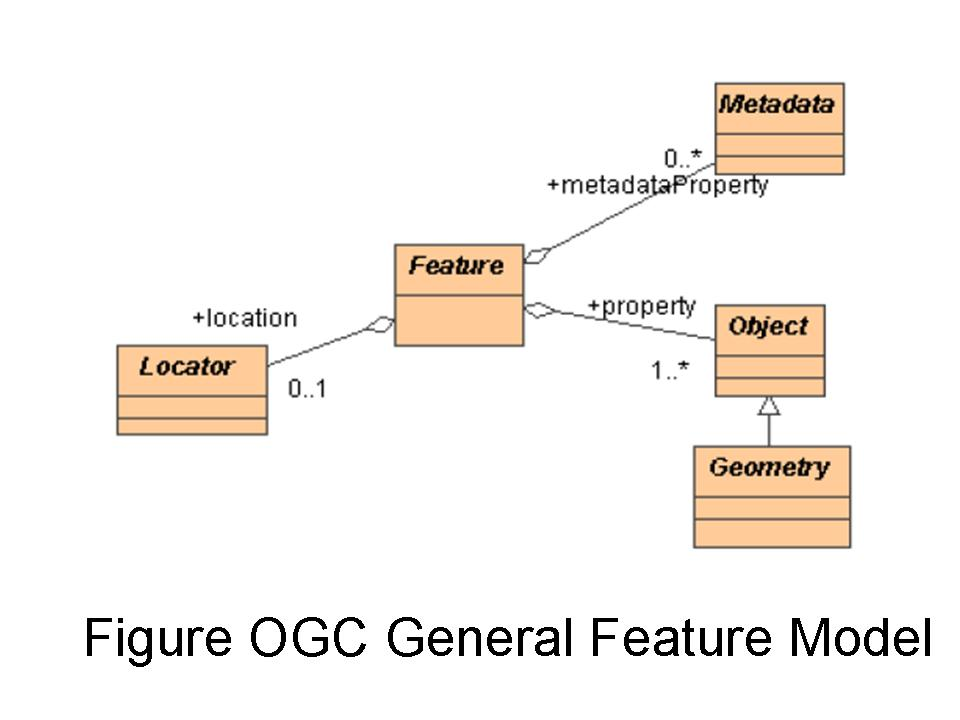 Metadata
0..*
+metadataProperty
Feature
+property
+location
Object
Locator
1..*
0..1
Geometry
Figure OGC General Feature Model